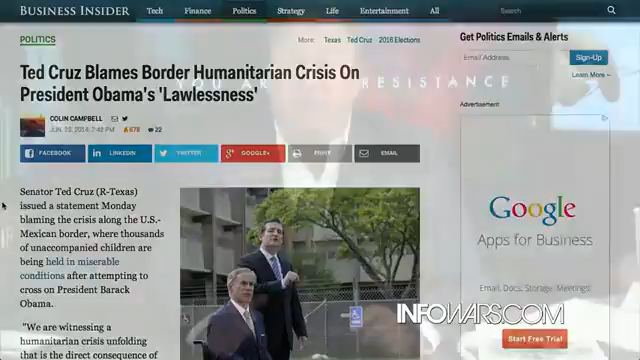 BUSINESS INSIDER
Tech
Finance
Politics
Strategy
Life
Entertainment
All
Search
POLITICS
More: Texas Ted Cruz 2016 Elections
Ted Cruz Blames Border Humanitarian Crisis On
President Obama's 'Lawlessness'
COLIN CAMPBELL
JUN. 23, 2014, 7:42 PM 678 22
FACEBOOK
LINKEDIN
TWITTER
GOOGLE+
PRINT
EMAIL
Senator Ted Cruz (R-Texas)
issued a statement Monday
blaming the crisis along the U.S.-
Mexican border, where thousands
of unaccompanied children are
being held in miserable
conditions after attempting to
cross on President Barack
Obama.
"We are witnessing a
humanitarian crisis unfolding
that is the direct consequence of
RESISTANCE
Get Politics Emails & Alerts
Email Address
Sign-Up
Learn More »
Advertisement
Google
Apps for Business
Email, Docs, Storage, Meetings.
INFOWARS.COM
Start Free Trial